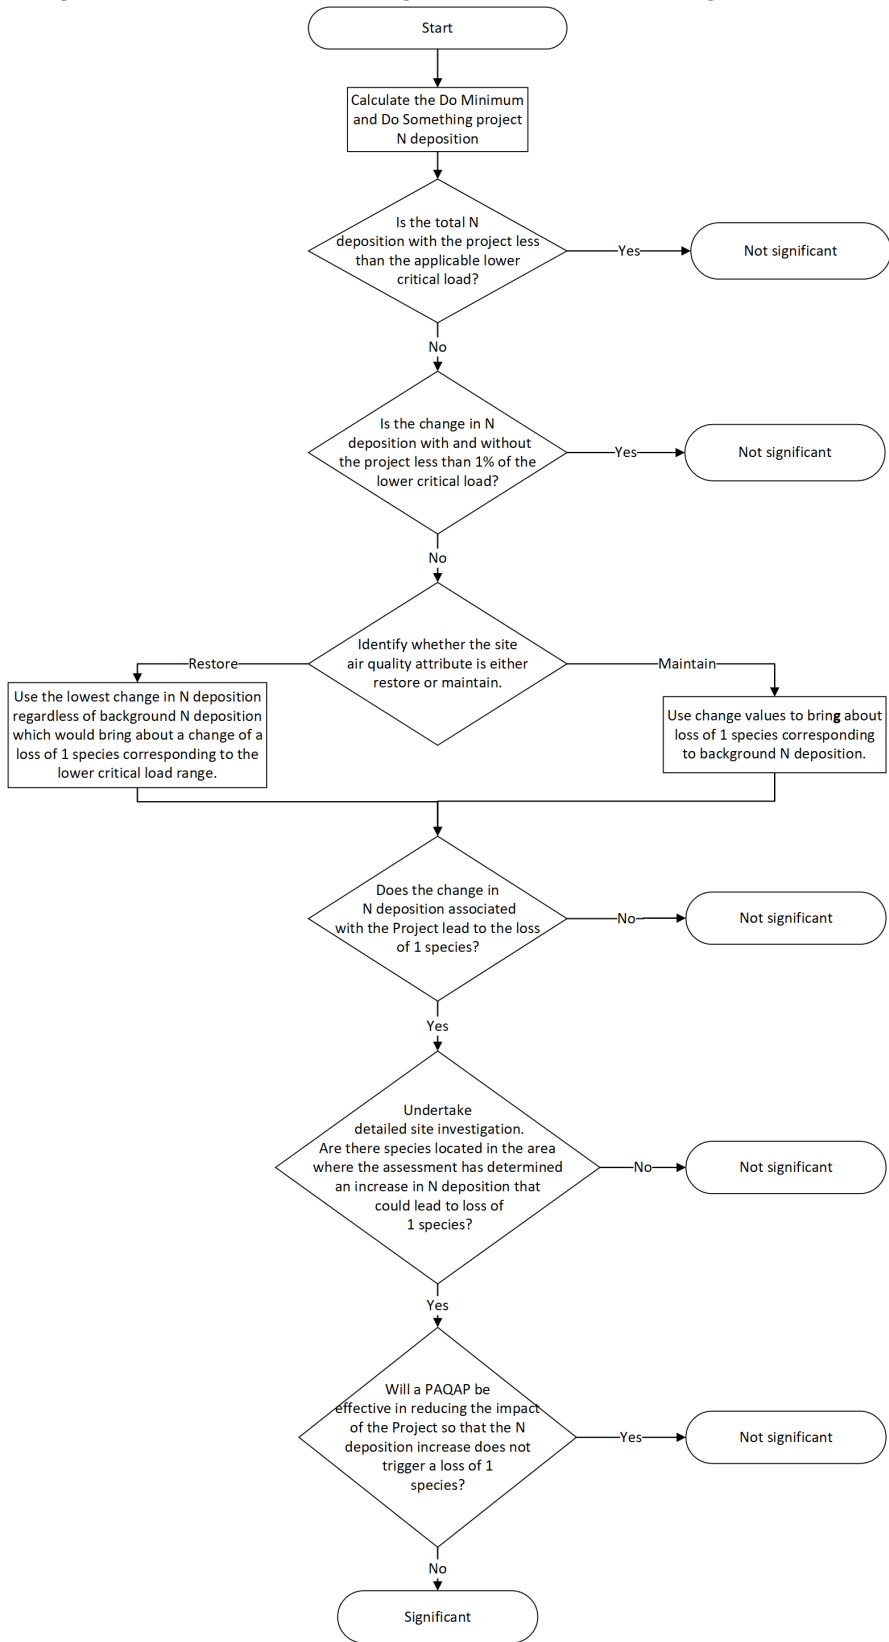 Start
Calculate the Do Minimum
and Do Something project
N deposition
Is the total N
deposition with the project less
than the applicable lower
critical load?
Yes
Not significant
No
Is the change in N
deposition with and without
the project less than 1% of the
lower critical load?
Yes
Not significant
No
Identify whether the site
air quality attribute is either
restore or maintain.
Restore
Maintain
Use the lowest change in N deposition
regardless of background N deposition
which would bring about a change of a
loss of 1 species corresponding to the
lower critical load range.
Use change values to bring about
loss of 1 species corresponding
to background N deposition.
Does the change in
N deposition associated
with the Project lead to the loss
of 1 species?
No
Not significant
Yes
Undertake
detailed site investigation.
Are there species located in the area
where the assessment has determined
an increase in N deposition that
could lead to loss of
1 species?
No
Not significant
Yes
Will a PAQAP be
effective in reducing the impact
of the Project so that the N
deposition increase does not
trigger a loss of 1
species?
Yes
Not significant
No
Significant